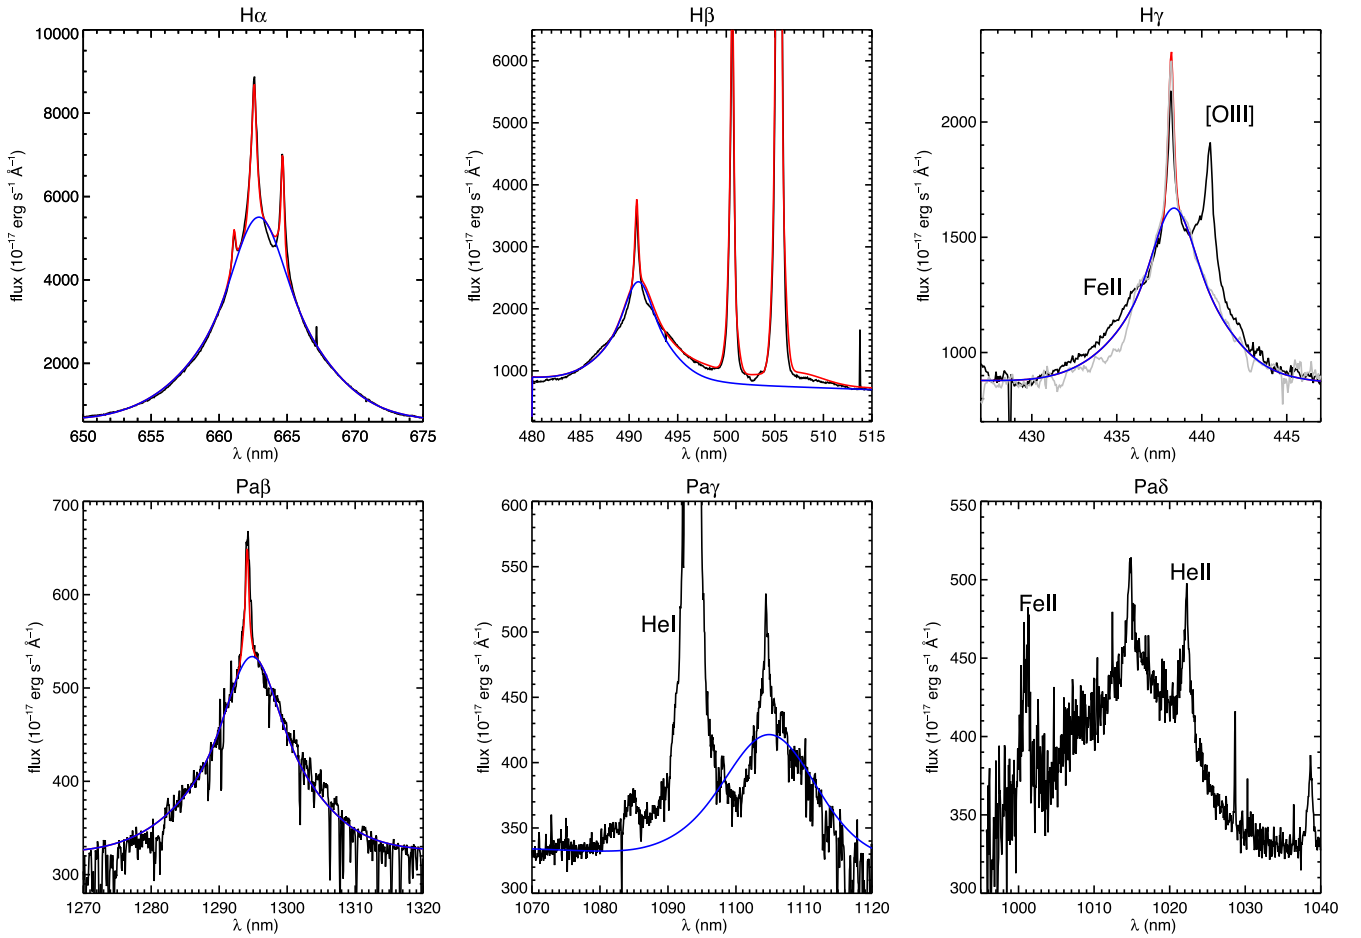 Hα
10000
8000
6000
4000
2000
flux (10⁻¹⁷ erg s⁻¹ Å⁻¹)
650 655 660 665 670 675
λ (nm)
Hβ
6000
5000
4000
3000
2000
1000
flux (10⁻¹⁷ erg s⁻¹ Å⁻¹)
480 485 490 495 500 505 510 515
λ (nm)
Hγ
2000
1500
1000
flux (10⁻¹⁷ erg s⁻¹ Å⁻¹)
[OIII]
FeII
430 435 440 445
λ (nm)
Paβ
700
600
500
400
300
flux (10⁻¹⁷ erg s⁻¹ Å⁻¹)
1270 1280 1290 1300 1310 1320
λ (nm)
Paγ
600
550
500
450
400
350
300
flux (10⁻¹⁷ erg s⁻¹ Å⁻¹)
HeI
1070 1080 1090 1100 1110 1120
λ (nm)
Paδ
550
500
450
400
350
300
flux (10⁻¹⁷ erg s⁻¹ Å⁻¹)
HeII
FeII
1000 1010 1020 1030 1040
λ (nm)